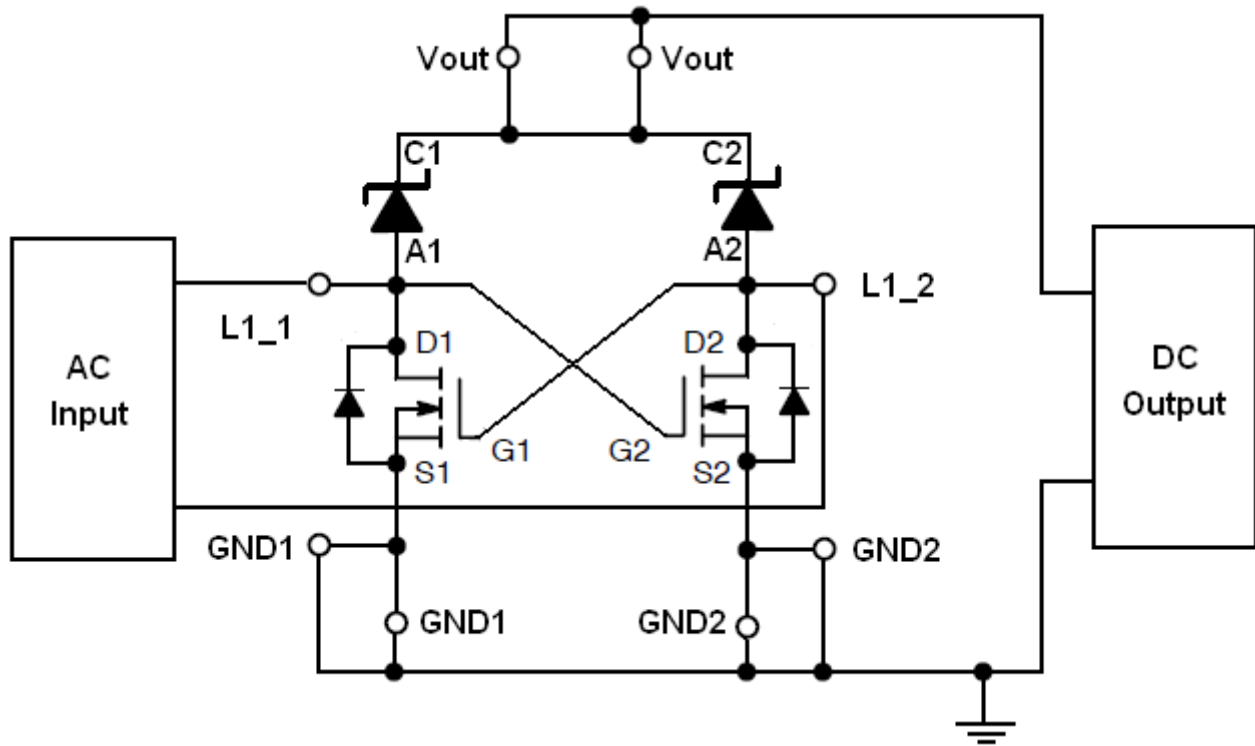 Vout
Vout
C1
C2
A1
A2
L1_1
L1_2
AC
Input
D1
D2
DC
Output
G1
G2
S1
S2
GND1
GND2
GND1
GND2